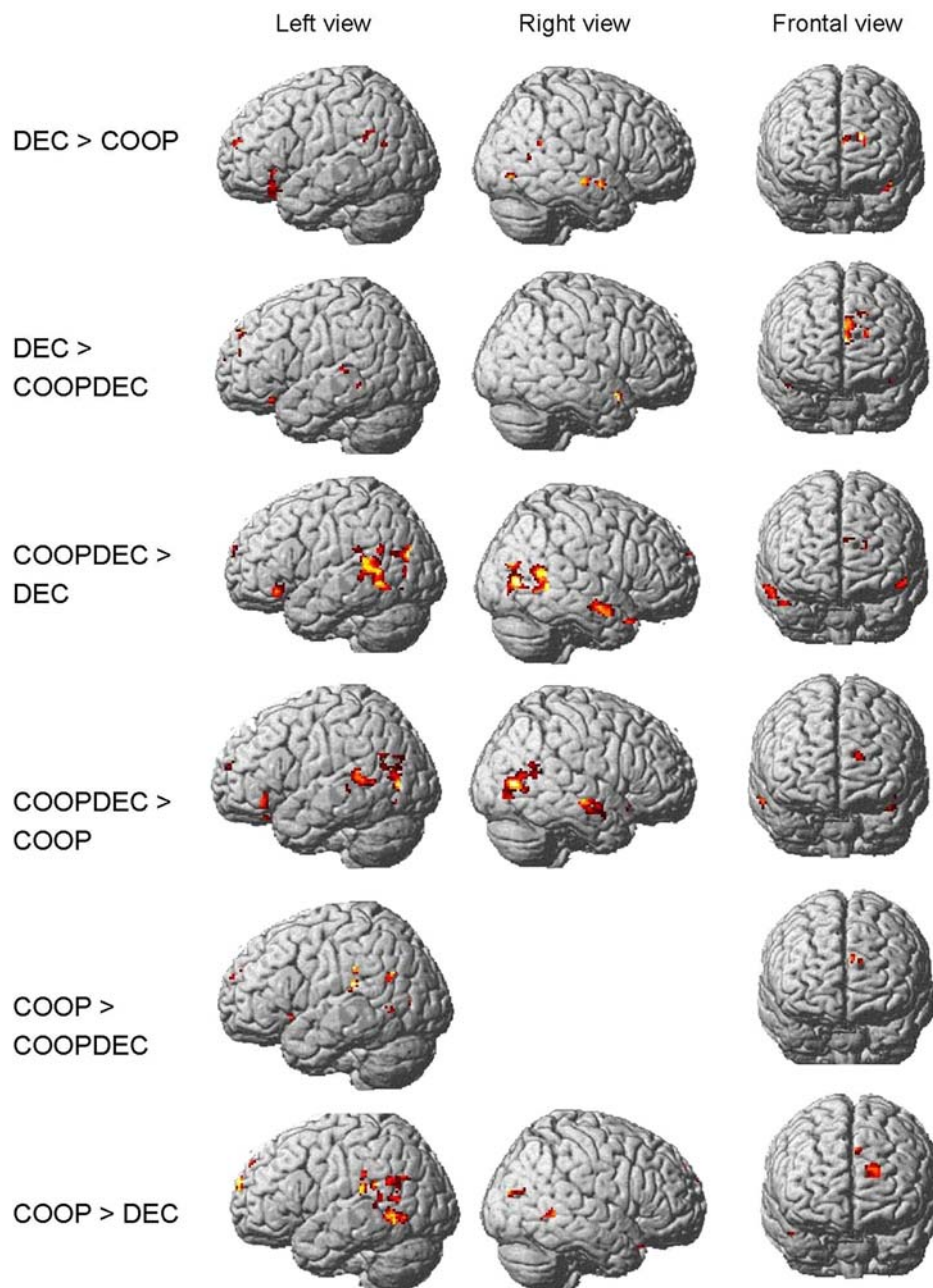 Left view
Right view
Frontal view
DEC > COOP
DEC >
COOPDEC
COOPDEC >
DEC
COOPDEC >
COOP
COOP >
COOPDEC
COOP > DEC